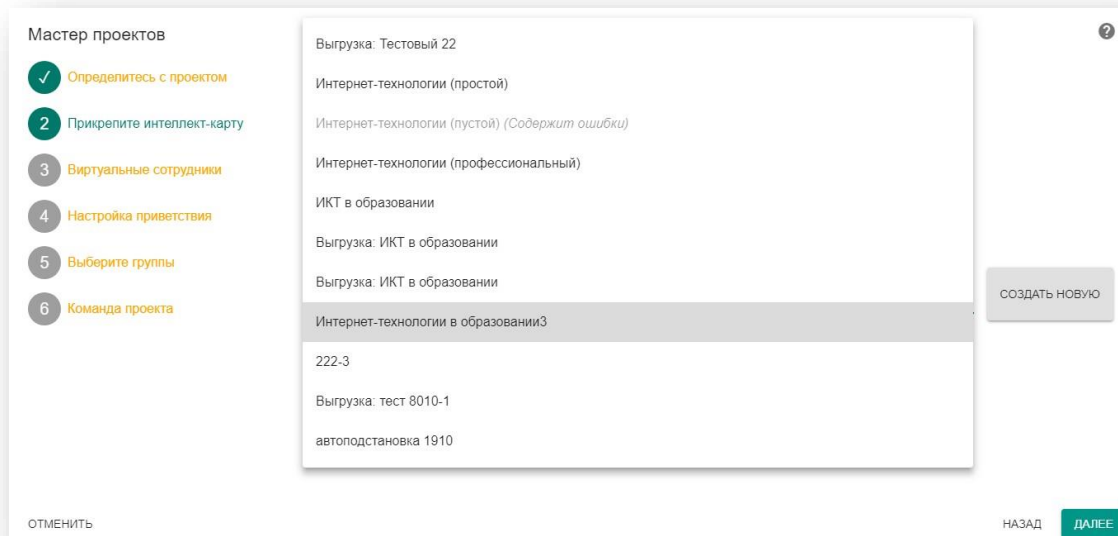 Мастер проектов
Определитесь с проектом
2 Прикрепите интеллект-карту
3 Виртуальные сотрудники
4 Настройка приветствия
5 Выберите группы
6 Команда проекта
Выгрузка: Тестовый 22
Интернет-технологии (простой)
Интернет-технологии (пустой) (Содержит ошибки)
Интернет-технологии (профессиональный)
ИКТ в образовании
Выгрузка: ИКТ в образовании
Выгрузка: ИКТ в образовании
Интернет-технологии в образовании3
222-3
Выгрузка: тест 8010-1
автоподстановка 1910
?
СОЗДАТЬ НОВУЮ
ОТМЕНИТЬ
НАЗАД
ДАЛЕЕ